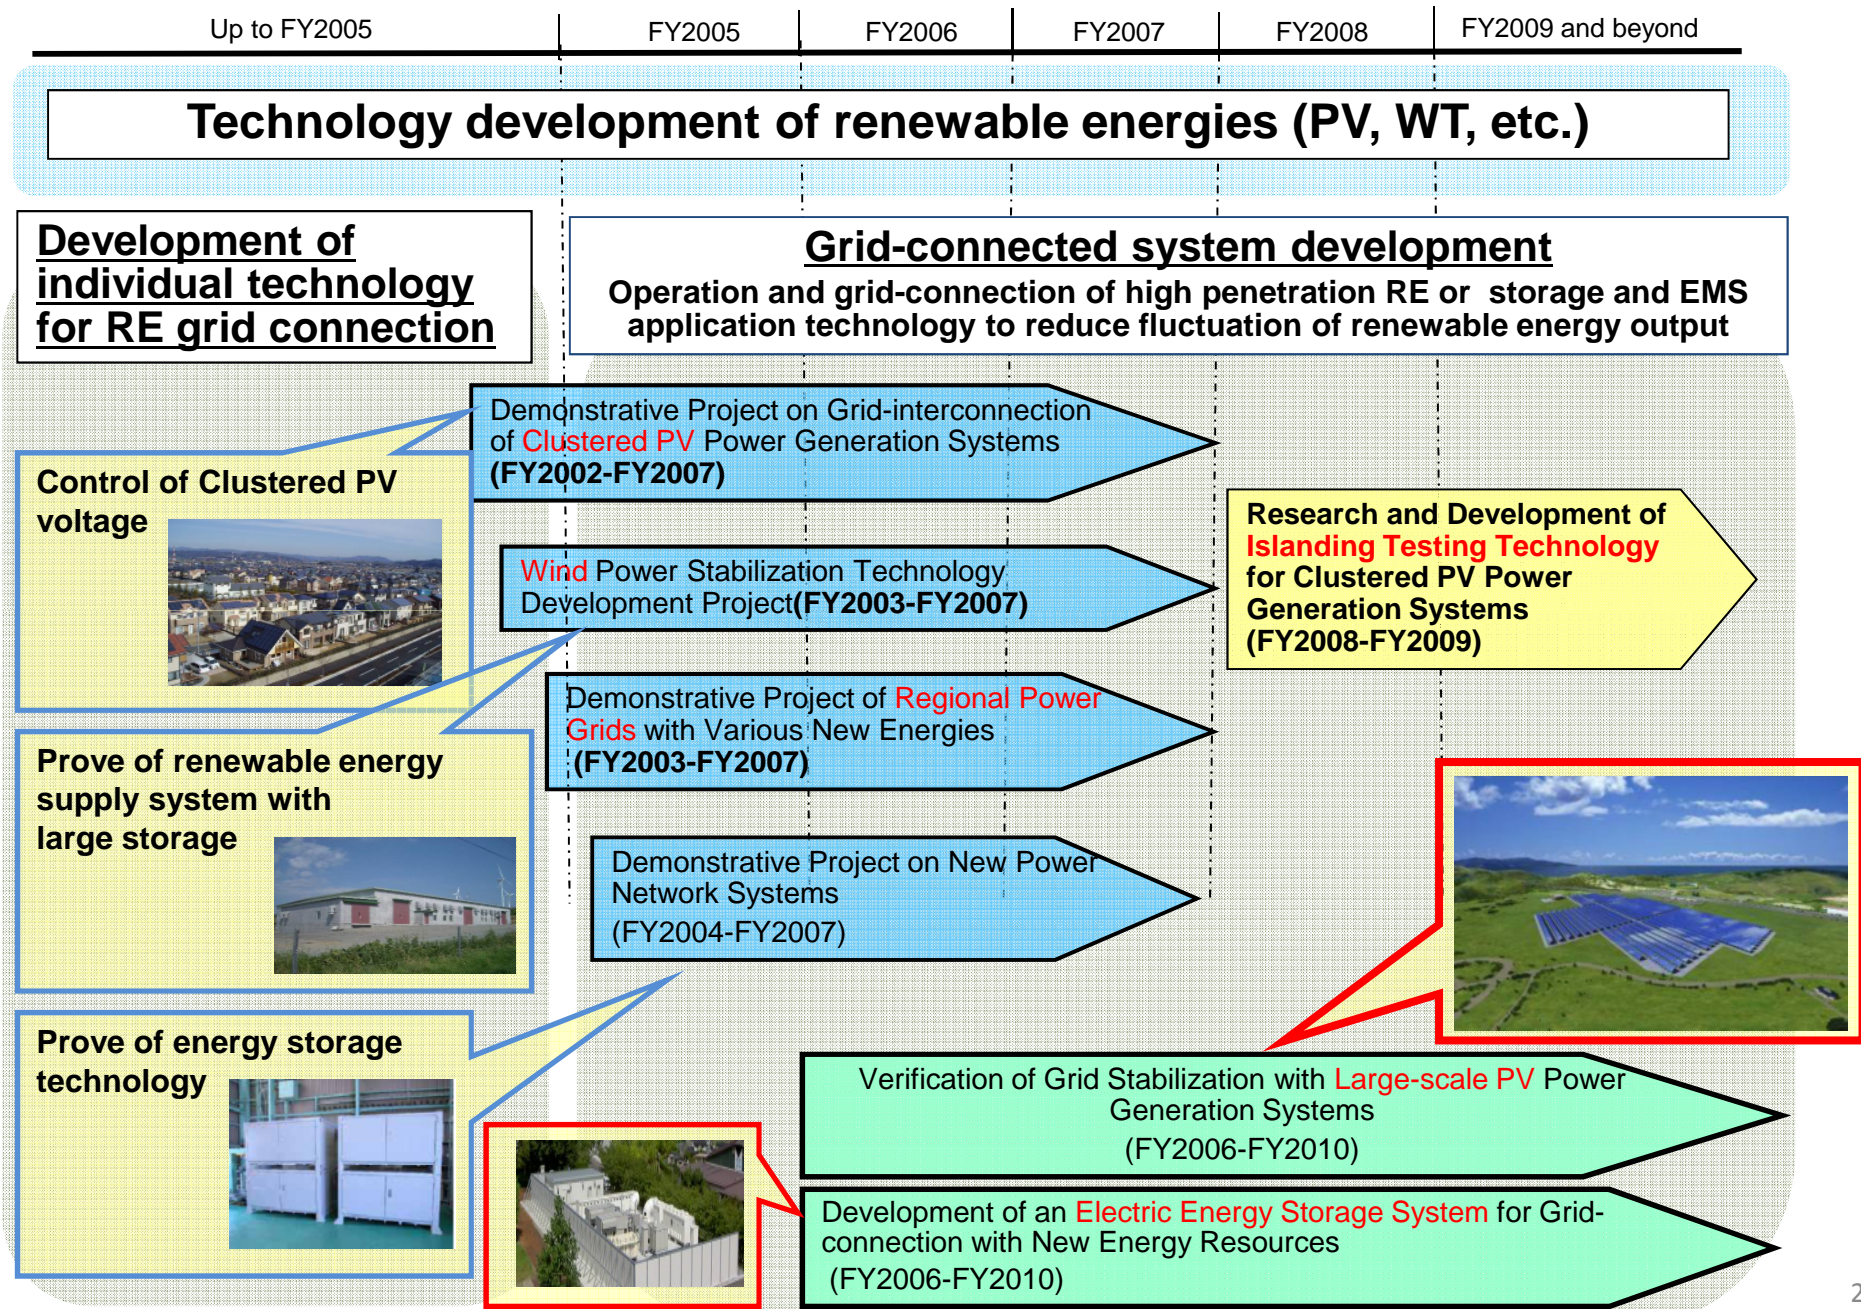 Up to FY2005
FY2005
FY2006
FY2007
FY2008
FY2009 and beyond
Technology development of renewable energies (PV, WT, etc.)
Development of
individual technology
for RE grid connection
Grid-connected system development
Operation and grid-connection of high penetration RE or storage and EMS
application technology to reduce fluctuation of renewable energy output
Demonstrative Project on Grid-interconnection
of Clustered PV Power Generation Systems
(FY2002-FY2007)
Control of Clustered PV
voltage
Research and Development of
Islanding Testing Technology
for Clustered PV Power
Generation Systems
(FY2008-FY2009)
Wind Power Stabilization Technology
Development Project(FY2003-FY2007)
Demonstrative Project of Regional Power
Grids with Various New Energies
(FY2003-FY2007)
Prove of renewable energy
supply system with
large storage
Demonstrative Project on New Power
Network Systems
(FY2004-FY2007)
Prove of energy storage
technology
Verification of Grid Stabilization with Large-scale PV Power
Generation Systems
(FY2006-FY2010)
Development of an Electric Energy Storage System for Grid-
connection with New Energy Resources
(FY2006-FY2010)
2